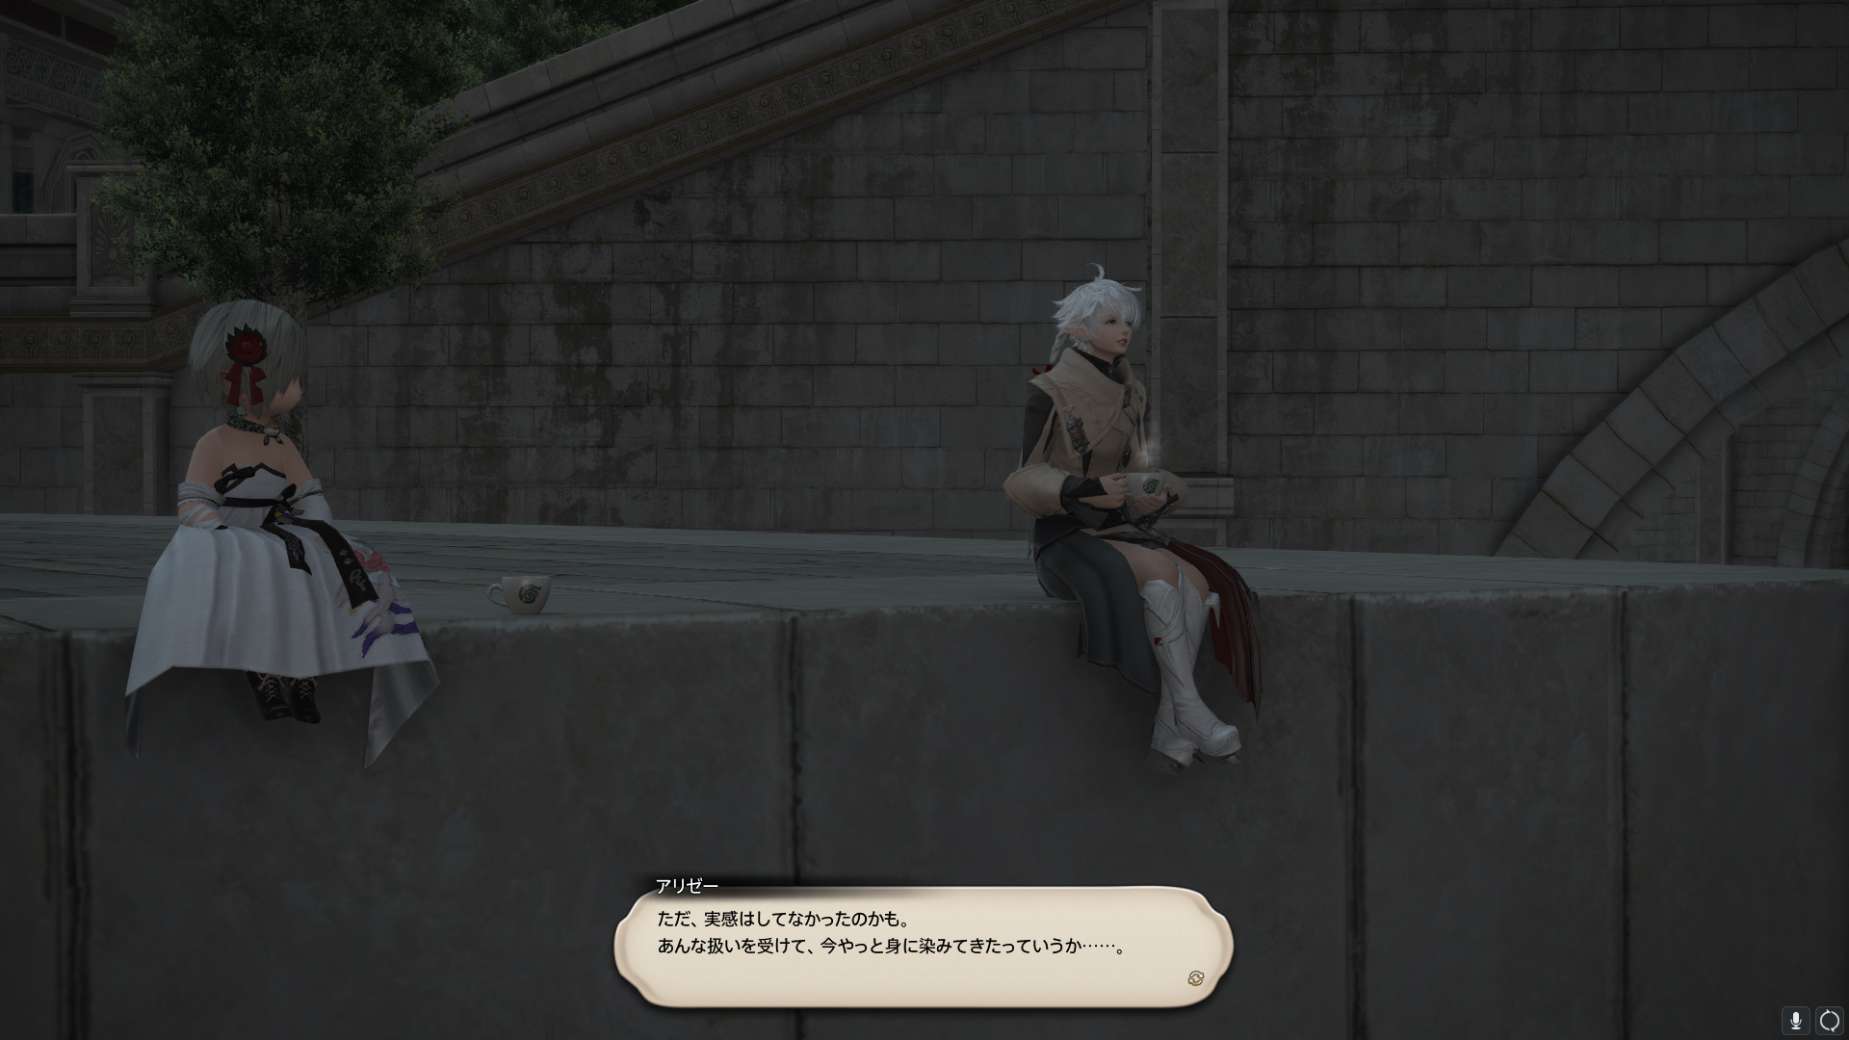 アリゼー
ただ、実感はしてなかったのかも。
あんな扱いを受けて、今やっと身に染みてきたっていうか……。